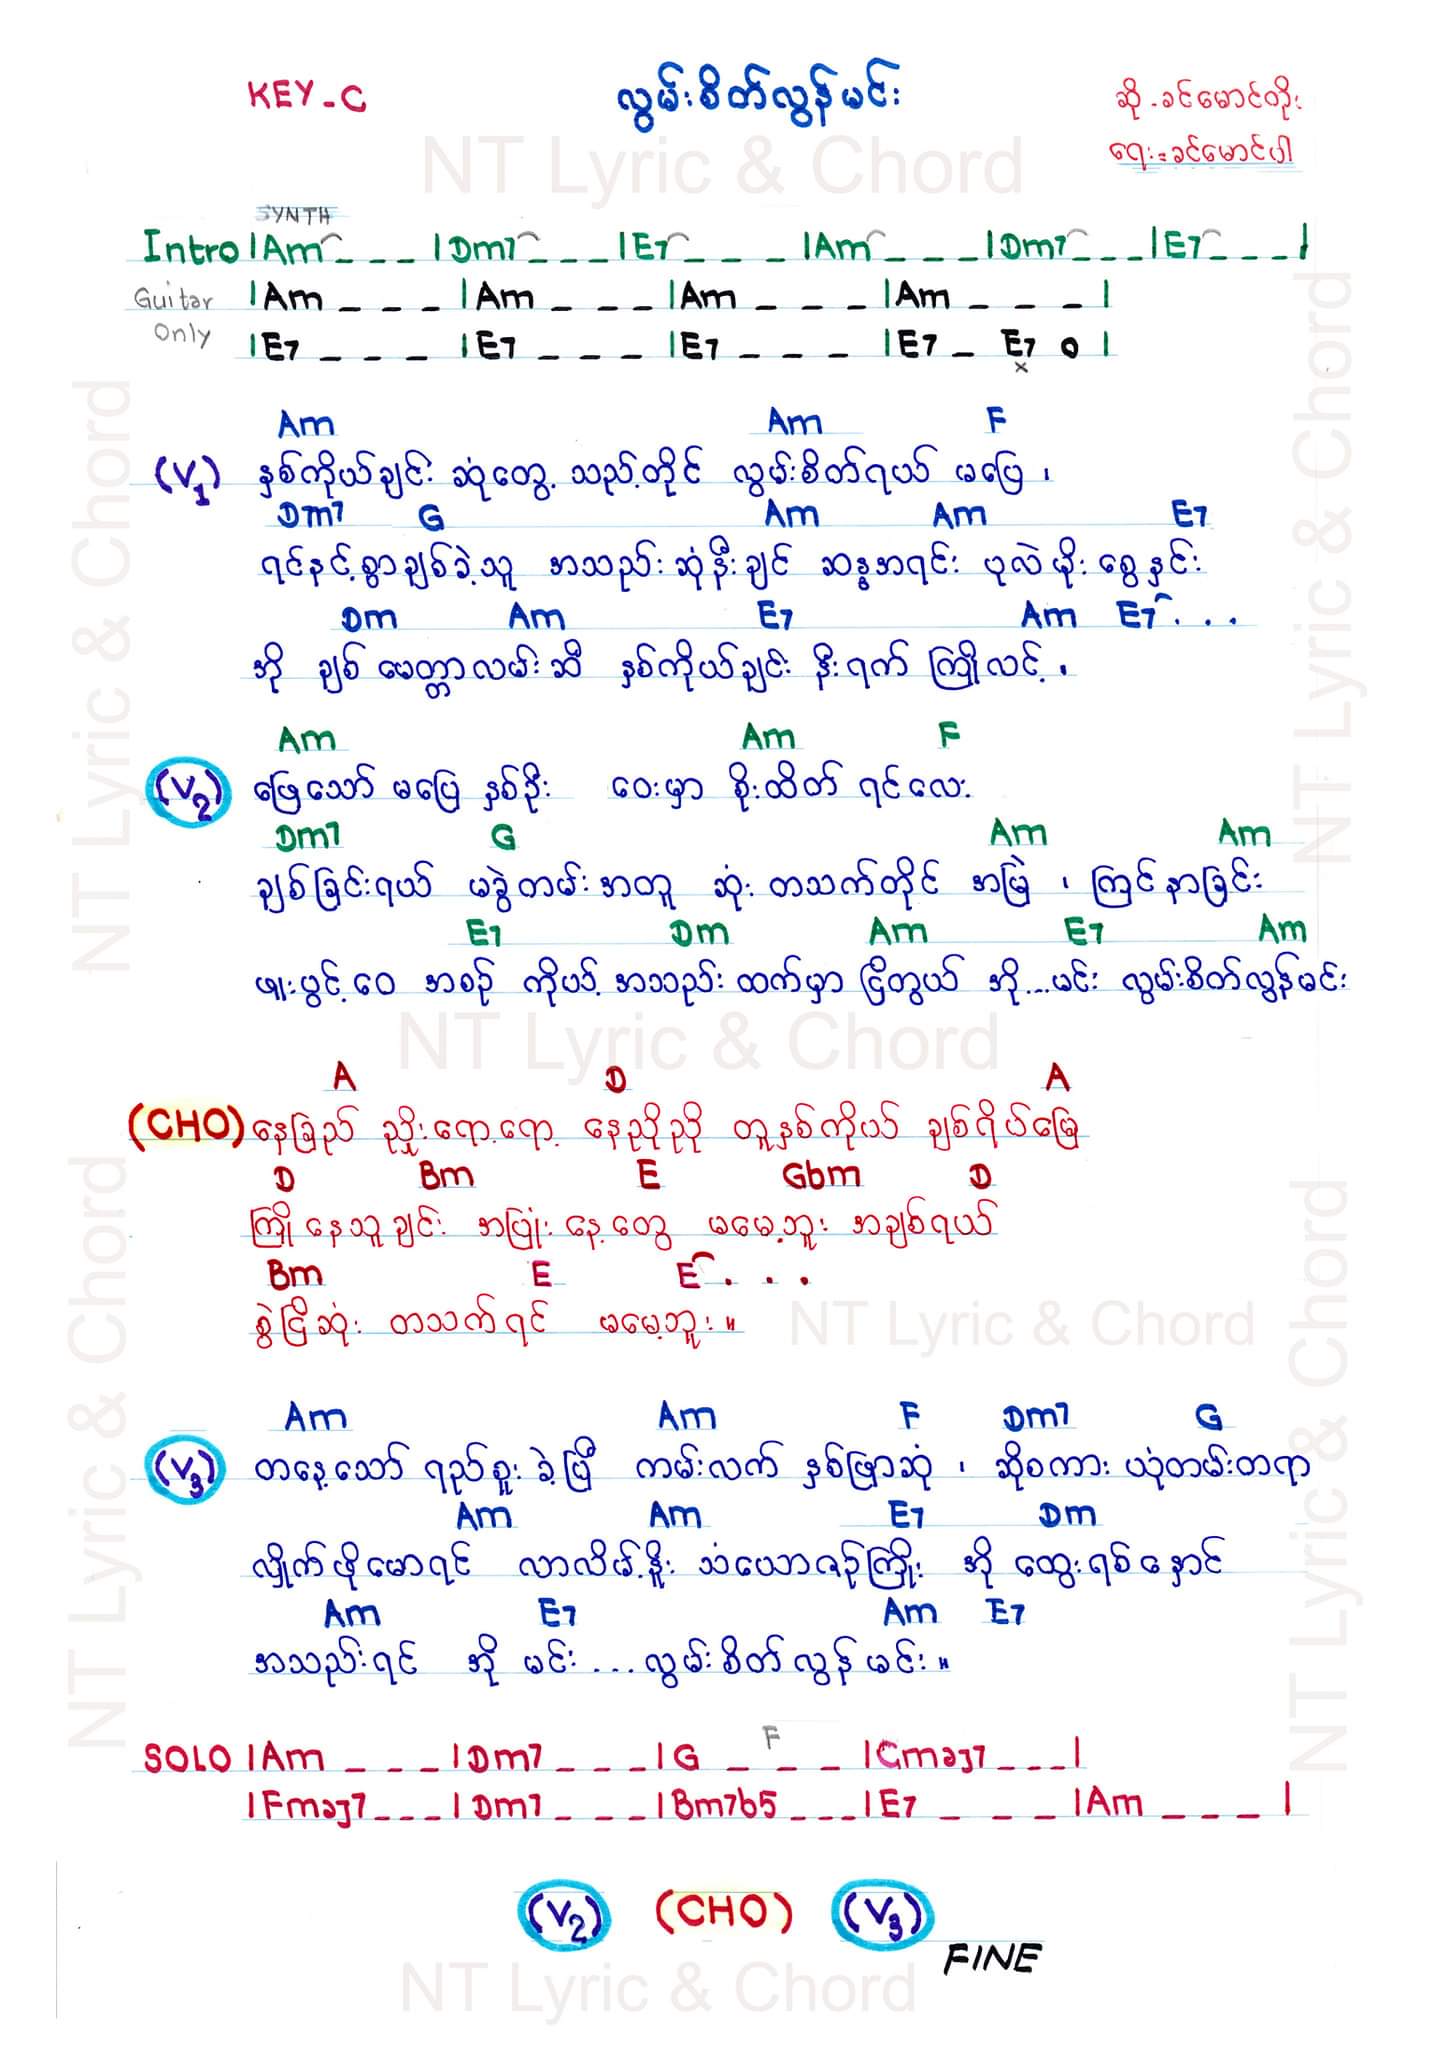 KEY-C
လွမ်းစိတ်လွန်မင်း
ဆို-ခင်မောင်တိုး
ရေး-ခင်မောင်ပါ
NT Lyric & Chord
SYNTH
Intro |Am _ _ _ |Dm7 _ _ _ |E7 _ _ _ |Am _ _ _ |Dm7 _ _ _ |E7 _ _ _ |
Guitar Only |Am _ _ _ |Am _ _ _ |Am _ _ _ |Am _ _ _ |
|E7 _ _ _ |E7 _ _ _ |E7 _ _ _ |E7 _ E7 o |
x
Am Am F
(V1) နှစ်ကိုယ်ချင်း ဆုံတွေ့ သည့်တိုင် လွမ်းစိတ်ရယ် မပြေ ၊
Dm7 G Am Am E7
ရင်နင့်စွာချစ်ခဲ့သူ အသည်းဆုံနီးချင် ဆန္ဒအရင်း ပုလဲမိုးစွေနှင်း
Dm Am E7 Am E7 . . .
အို ချစ်မေတ္တာလမ်းဆီ နှစ်ကိုယ်ချင်း နီးရက် ကြိုလင့် ၊
Am Am F
(V2) ဖြေသော် မပြေ နှစ်ဦး ဝေးမှာ စိုးထိတ် ရင်လေး
Dm7 G Am Am
ချစ်ခြင်းရယ် မခွဲတမ်းအတူ ဆုံး တသက်တိုင် အမြဲ ၊ ကြင်နာခြင်း
E7 Dm Am E7 Am
ဖူးပွင့်ဝေ အစဉ် ကိုယ့်အသည်းထက်မှာ ငြိတွယ် အို...မင်း လွမ်းစိတ်လွန်မင်း
NT Lyric & Chord
A D A
(CHO) နေခြည် ညှိုးရော့ရော့ နေညိုညို တူနှစ်ကိုယ် ချစ်ရိပ်မြေ
D Bm E Gbm D
ကြိုနေသူချင်း အပြုံးနေ့တွေ မမေ့ဘူး အချစ်ရယ်
Bm E E . . .
စွဲငြိဆုံး တသက်ရင် မမေ့ဘူး ။
NT Lyric & Chord
Am Am F Dm7 G
(V3) တနေ့သော် ရည်စူးခဲ့ပြီ ကမ်းလက် နှစ်ဖြာဆုံ ၊ ဆိုစကား ယုံတမ်းတရာ
Am Am E7 Dm
လှိုက်ဖိုမောရင် လာလိမ့်နိုး သံယောဇဉ်ကြိုး အို ထွေးရစ်နှောင်
Am E7 Am E7
အသည်းရင် အို မင်း ... လွမ်းစိတ်လွန်မင်း ။
SOLO |Am _ _ _ |Dm7 _ _ _ |G _ F _ _ |Cmaj7 _ _ _ |
|Fmaj7 _ _ _ |Dm7 _ _ _ |Bm7b5 _ _ _ |E7 _ _ _ |Am _ _ _ |
(V2) (CHO) (V3)
FINE
NT Lyric & Chord
NT Lyric & Chord
NT Lyric & Chord
NT Lyric & Chord
NT Lyric & Chord